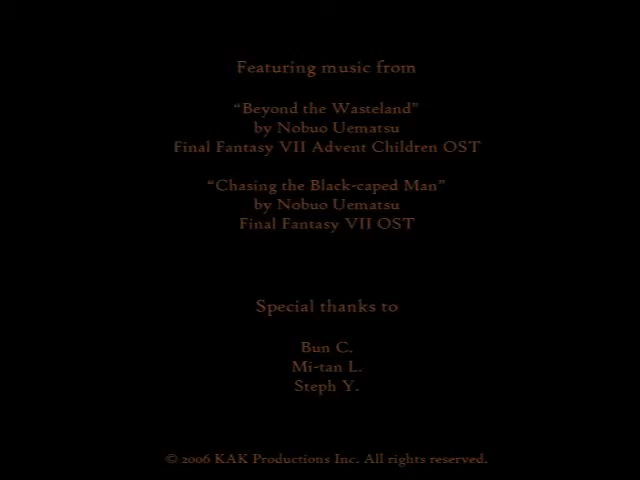 Featuring music from
“Beyond the Wasteland”
by Nobuo Uematsu
Final Fantasy VII Advent Children OST
“Chasing the Black-caped Man”
by Nobuo Uematsu
Final Fantasy VII OST
Special thanks to
Bun C.
Mi-tan L.
Steph Y.
© 2006 KAK Productions Inc. All rights reserved.